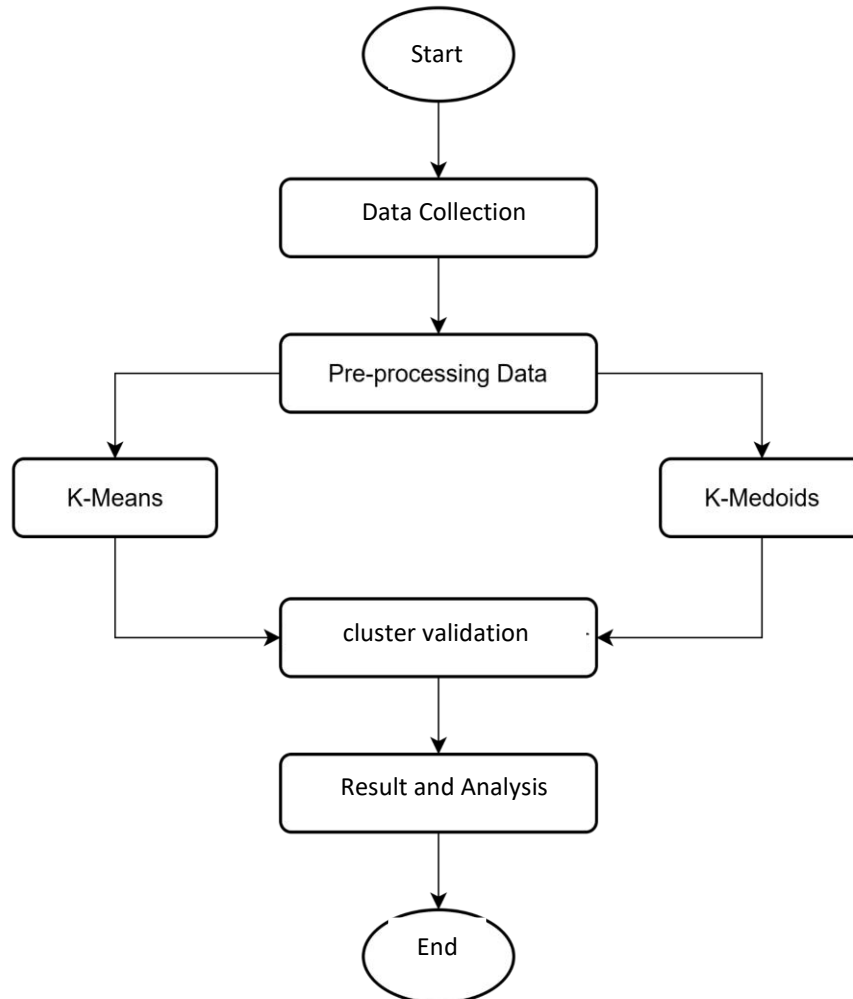 Start
Data Collection
Pre-processing Data
K-Means
K-Medoids
cluster validation
Result and Analysis
End